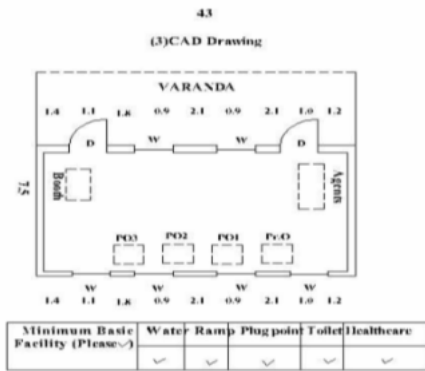 43
(3)CAD Drawing
VARANDA
1.4 1.1 1.8 0.9 2.1 0.9 2.1 1.0 1.2
W W
D D
7.5
Booth
Agents
PO3 PO2 PO1 Pr.O
W W W W
1.4 1.1 1.8 0.9 2.1 0.9 2.1 1.0 1.2
Minimum Basic Water Ramp Plug point Toilet Healthcare
Facility (Please✓)
✓ ✓ ✓ ✓ ✓